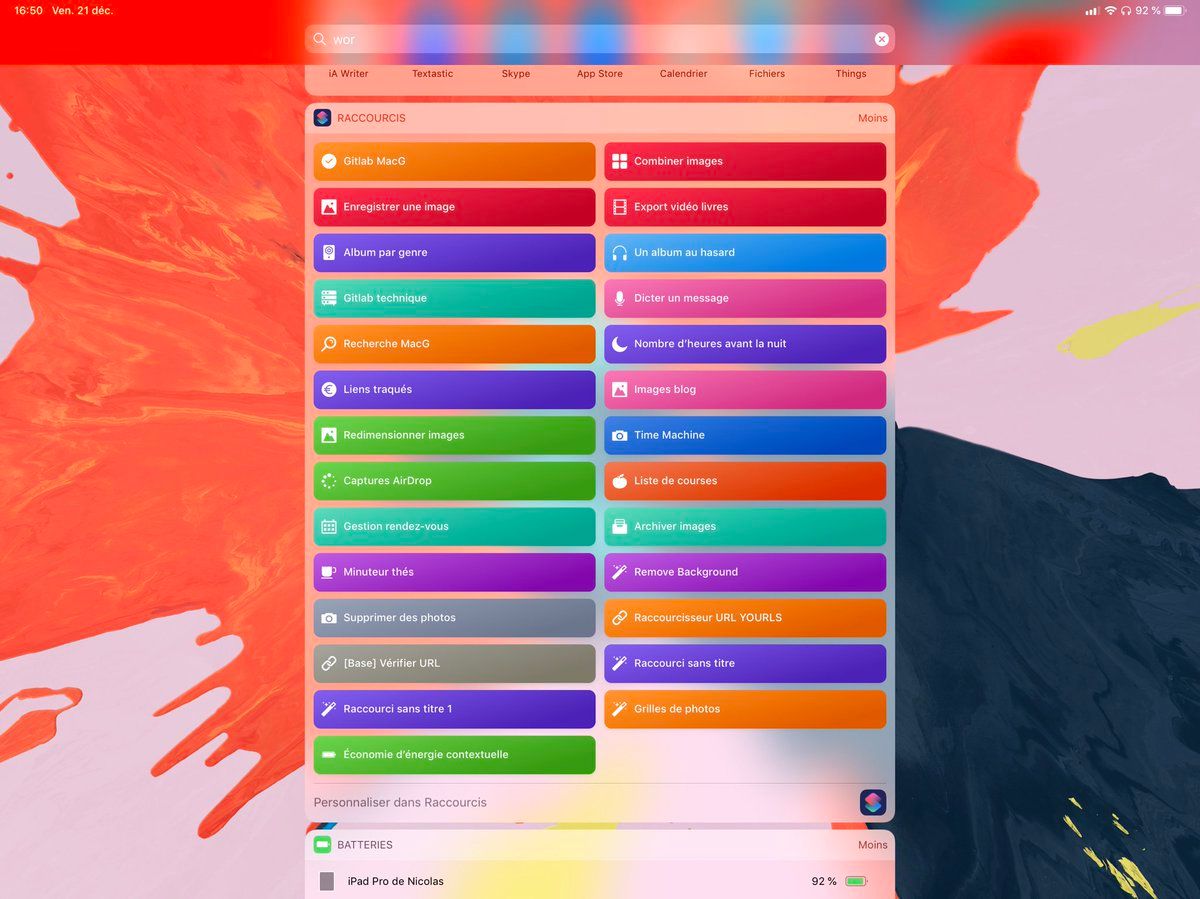 16:50 Ven. 21 déc.
92 %
wor
iA Writer Textastic Skype App Store Calendrier Fichiers Things
RACCOURCIS Moins
Gitlab MacG Combiner images
Enregistrer une image Export vidéo livres
Album par genre Un album au hasard
Gitlab technique Dicter un message
Recherche MacG Nombre d'heures avant la nuit
Liens traqués Images blog
Redimensionner images Time Machine
Captures AirDrop Liste de courses
Gestion rendez-vous Archiver images
Minuteur thés Remove Background
Supprimer des photos Raccourcisseur URL YOURLS
[Base] Vérifier URL Raccourci sans titre
Raccourci sans titre 1 Grilles de photos
Économie d'énergie contextuelle
Personnaliser dans Raccourcis
BATTERIES Moins
iPad Pro de Nicolas 92 %